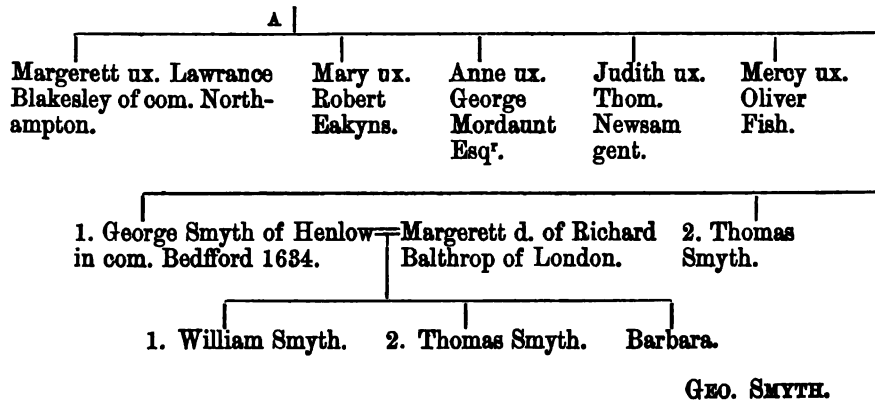 A
Margerett ux. Lawrance
Blakesley of com. North-
ampton.
Mary ux.
Robert
Eakyns.
Anne ux.
George
Mordaunt
Esqʳ.
Judith ux.
Thom.
Newsam
gent.
Mercy ux.
Oliver
Fish.
1. George Smyth of Henlow
in com. Bedfford 1634.
Margerett d. of Richard
Balthrop of London.
2. Thomas
Smyth.
1. William Smyth.
2. Thomas Smyth.
Barbara.
GEO. SMYTH.